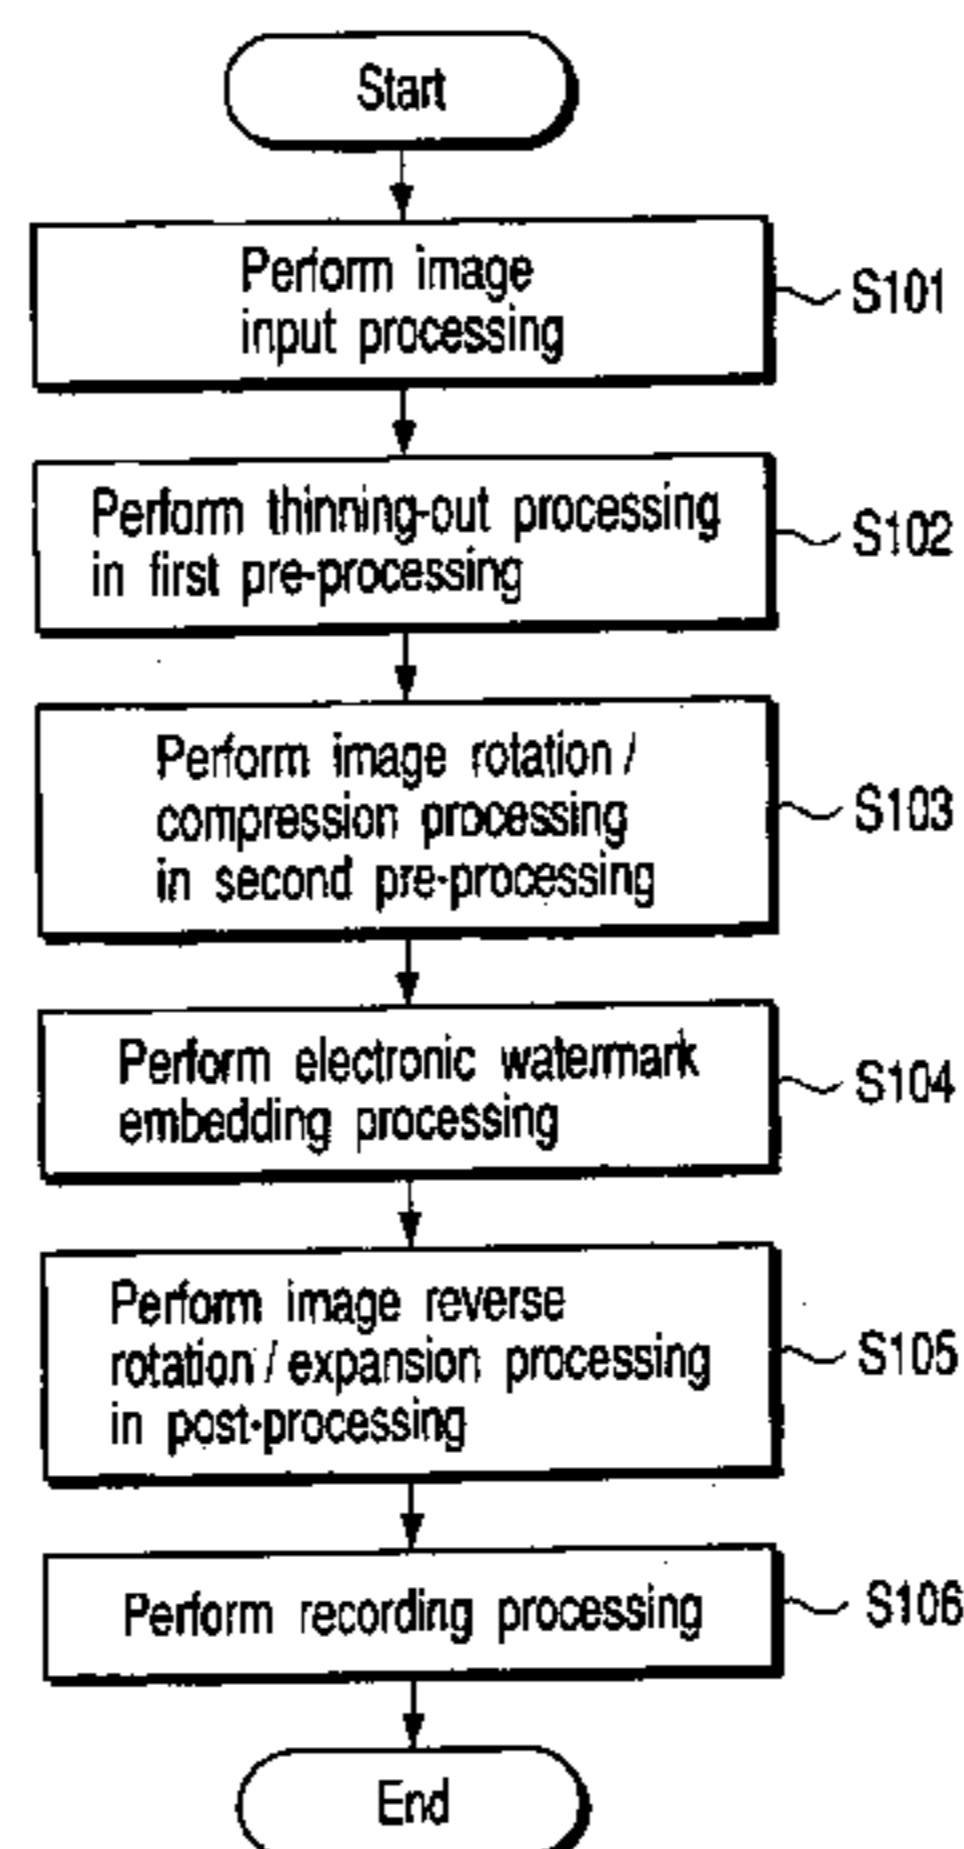 Start
Perform image
input processing
S101
Perform thinning-out processing
in first pre-processing
S102
Perform image rotation /
compression processing
in second pre-processing
S103
Perform electronic watermark
embedding processing
S104
Perform image reverse
rotation / expansion processing
in post-processing
S105
Perform recording processing
S106
End